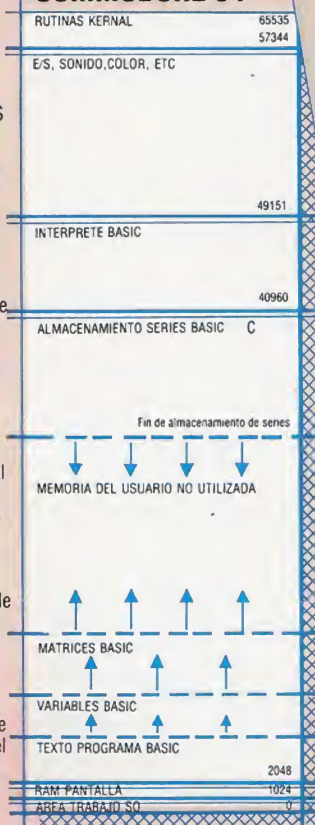 RUTINAS KERNAL 65535
57344
E/S, SONIDO,COLOR, ETC
49151
INTERPRETE BASIC
40960
ALMACENAMIENTO SERIES BASIC C
Fin de almacenamiento de series
MEMORIA DEL USUARIO NO UTILIZADA
MATRICES BASIC
VARIABLES BASIC
TEXTO PROGRAMA BASIC
2048
RAM PANTALLA 1024
AREA TRABAJO SO 0